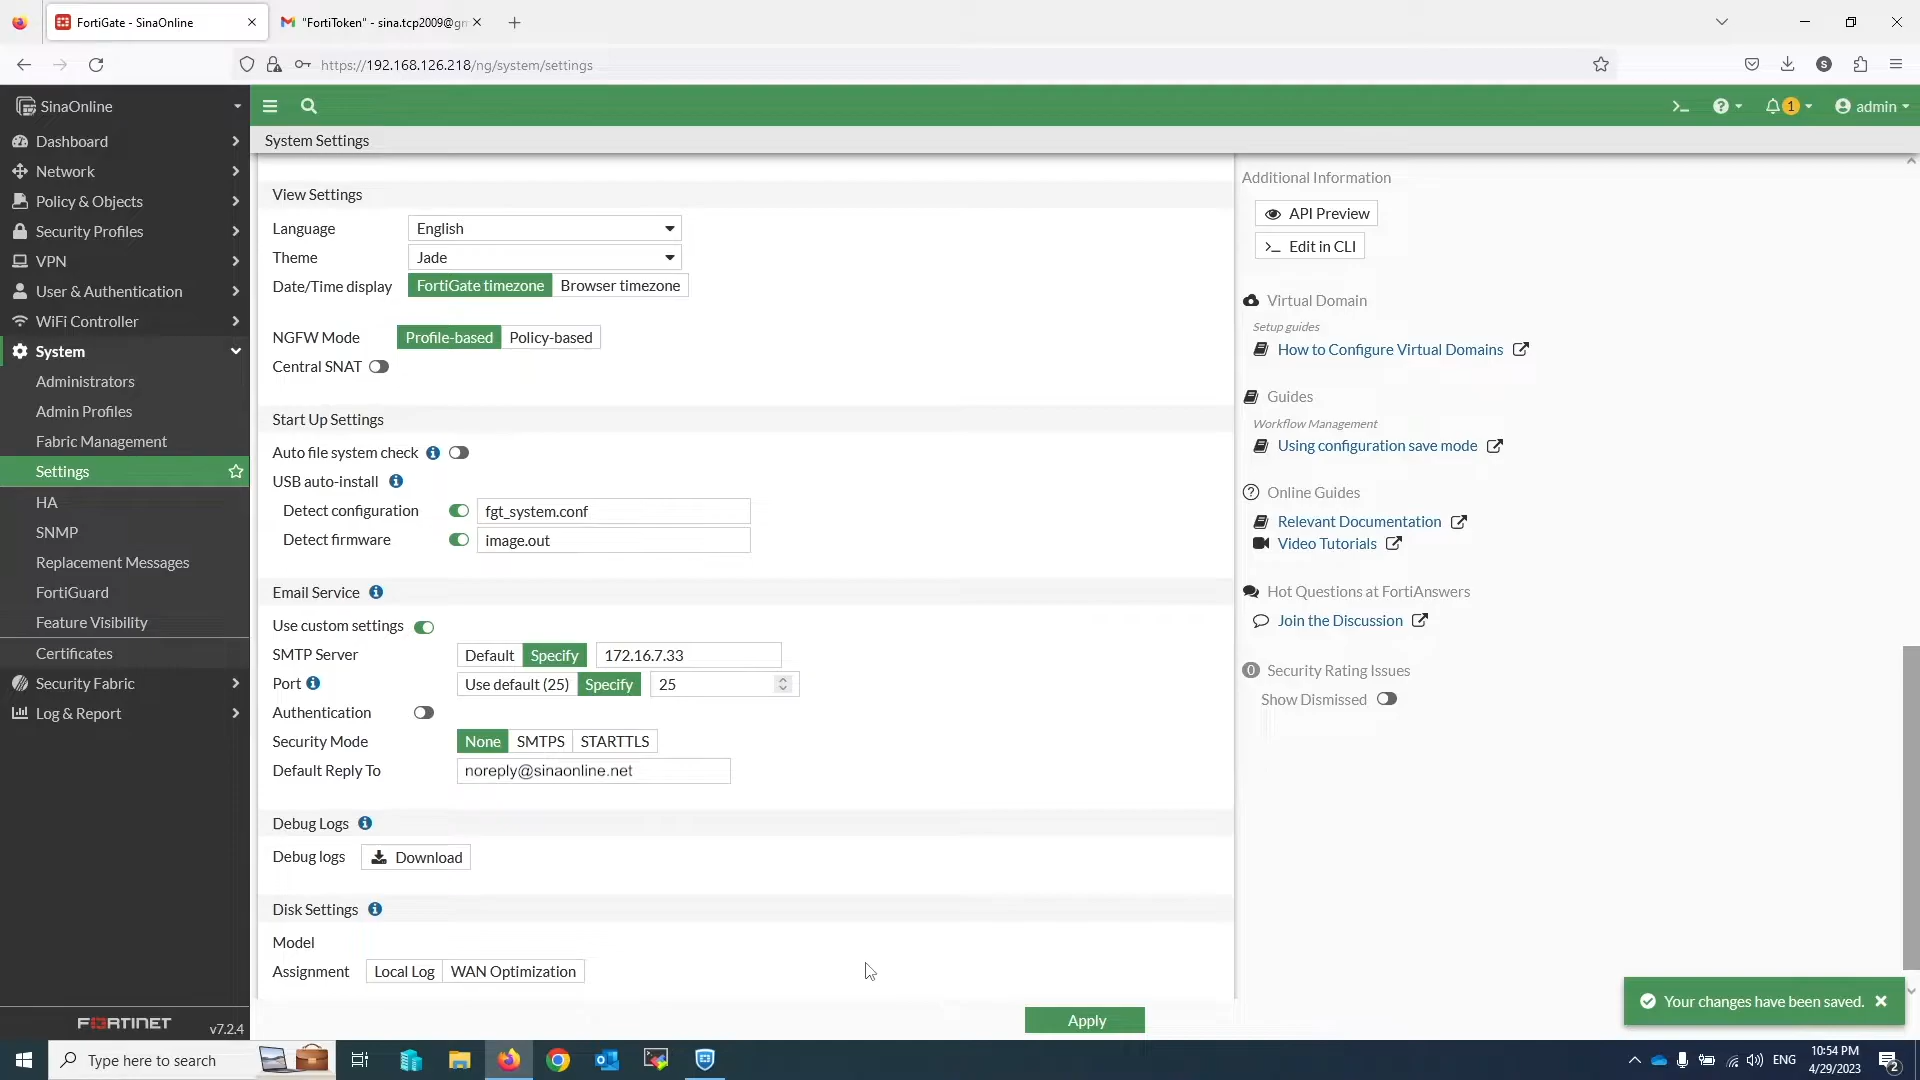 FortiGate - SinaOnline
"FortiToken" - sina.tcp2009@gm
https://192.168.126.218/ng/system/settings
SinaOnline
1
admin
Dashboard
Network
Policy & Objects
Security Profiles
VPN
User & Authentication
WiFi Controller
System
Administrators
Admin Profiles
Fabric Management
Settings
HA
SNMP
Replacement Messages
FortiGuard
Feature Visibility
Certificates
Security Fabric
Log & Report
FORTINET
v7.2.4
System Settings
View Settings
Language English
Theme Jade
Date/Time display FortiGate timezone Browser timezone
NGFW Mode Profile-based Policy-based
Central SNAT
Start Up Settings
Auto file system check
USB auto-install
Detect configuration fgt_system.conf
Detect firmware image.out
Email Service
Use custom settings
SMTP Server Default Specify 172.16.7.33
Port Use default (25) Specify 25
Authentication
Security Mode None SMTPS STARTTLS
Default Reply To noreply@sinaonline.net
Debug Logs
Debug logs Download
Disk Settings
Model
Assignment Local Log WAN Optimization
Apply
Additional Information
API Preview
>_ Edit in CLI
Virtual Domain
Setup guides
How to Configure Virtual Domains
Guides
Workflow Management
Using configuration save mode
Online Guides
Relevant Documentation
Video Tutorials
Hot Questions at FortiAnswers
Join the Discussion
0 Security Rating Issues
Show Dismissed
Your changes have been saved.
Type here to search
ENG
10:54 PM
4/29/2023
2